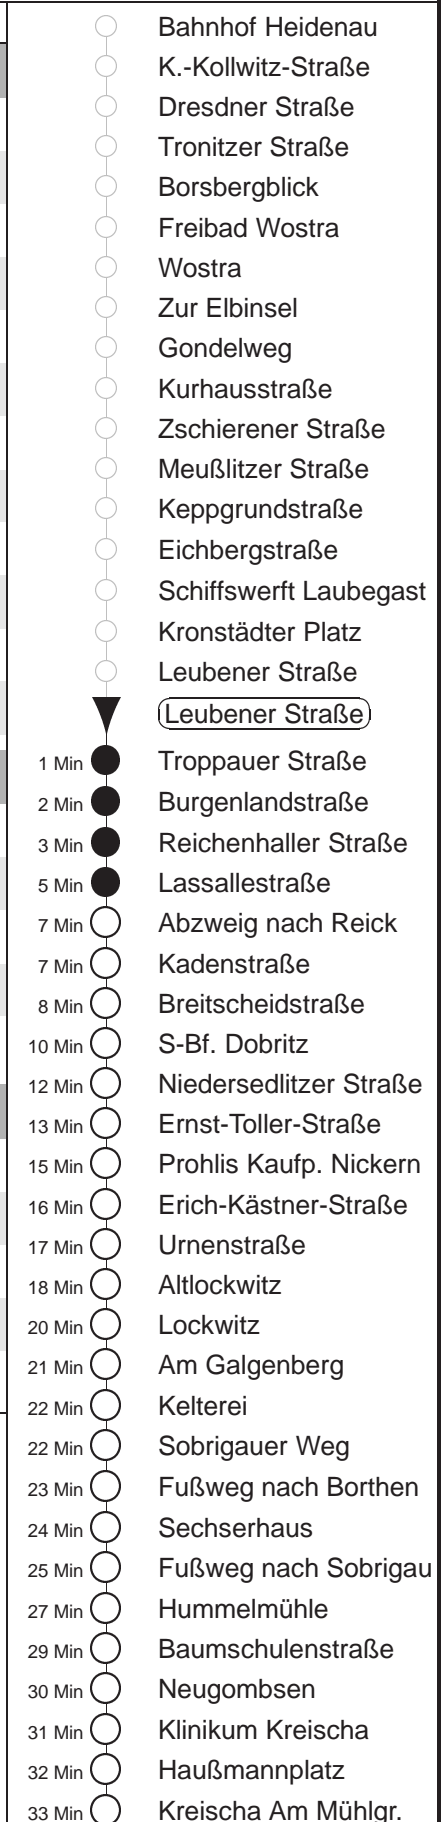 Bahnhof Heidenau
K.-Kollwitz-Straße
Dresdner Straße
Tronitzer Straße
Borsbergblick
Freibad Wostra
Wostra
Zur Elbinsel
Gondelweg
Kurhausstraße
Zschierener Straße
Meußlitzer Straße
Keppgrundstraße
Eichbergstraße
Schiffswerft Laubegast
Kronstädter Platz
Leubener Straße
Leubener Straße
1 Min Troppauer Straße
2 Min Burgenlandstraße
3 Min Reichenhaller Straße
5 Min Lassallestraße
7 Min Abzweig nach Reick
7 Min Kadenstraße
8 Min Breitscheidstraße
10 Min S-Bf. Dobritz
12 Min Niedersedlitzer Straße
13 Min Ernst-Toller-Straße
15 Min Prohlis Kaufp. Nickern
16 Min Erich-Kästner-Straße
17 Min Urnenstraße
18 Min Altlockwitz
20 Min Lockwitz
21 Min Am Galgenberg
22 Min Kelterei
22 Min Sobrigauer Weg
23 Min Fußweg nach Borthen
24 Min Sechserhaus
25 Min Fußweg nach Sobrigau
27 Min Hummelmühle
29 Min Baumschulenstraße
30 Min Neugombsen
31 Min Klinikum Kreischa
32 Min Haußmannplatz
33 Min Kreischa Am Mühlgr.